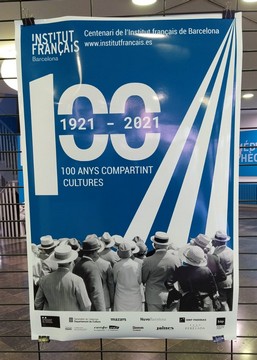 INSTITUT
FRANÇAIS
Barcelona
Centenari de l'Institut français de Barcelona
www.institutfrancais.es
100
1921 - 2021
100 ANYS COMPARTINT
CULTURES